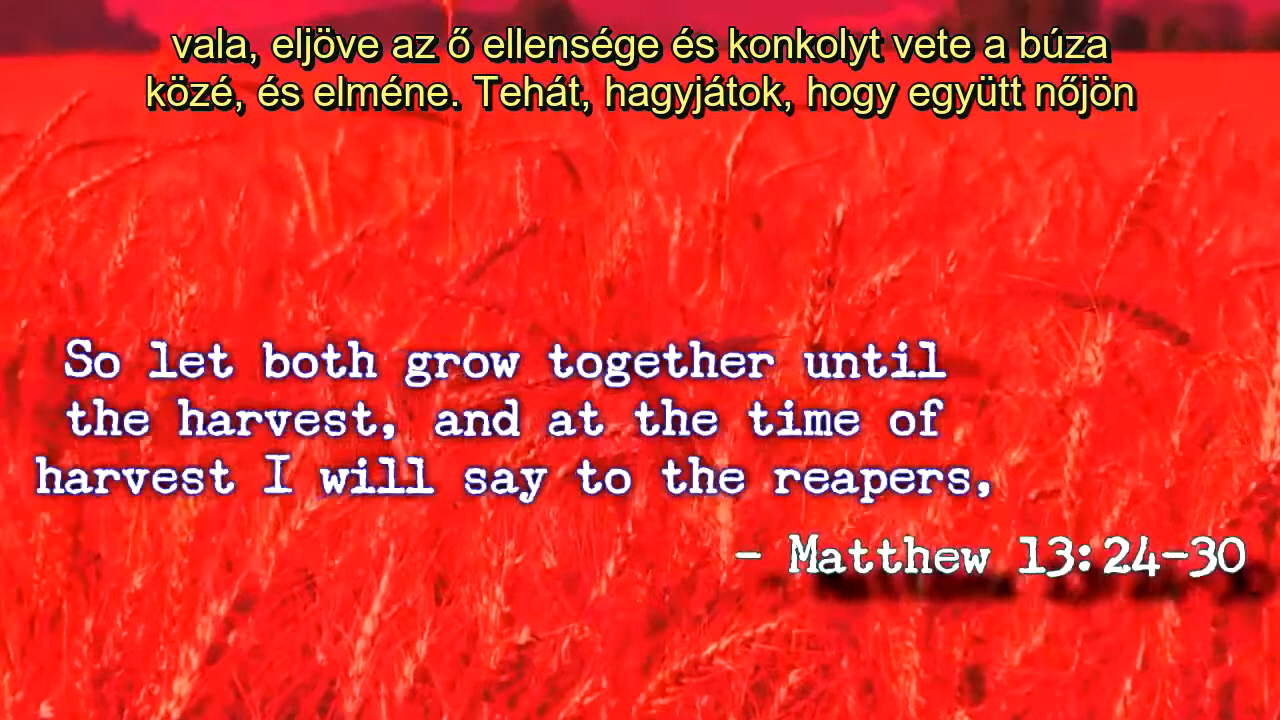 vala, eljöve az ő ellensége és konkolyt vete a búza
közé, és elméne. Tehát, hagyjátok, hogy együtt nőjön
So let both grow together until
the harvest, and at the time of
harvest I will say to the reapers,
- Matthew 13:24-30